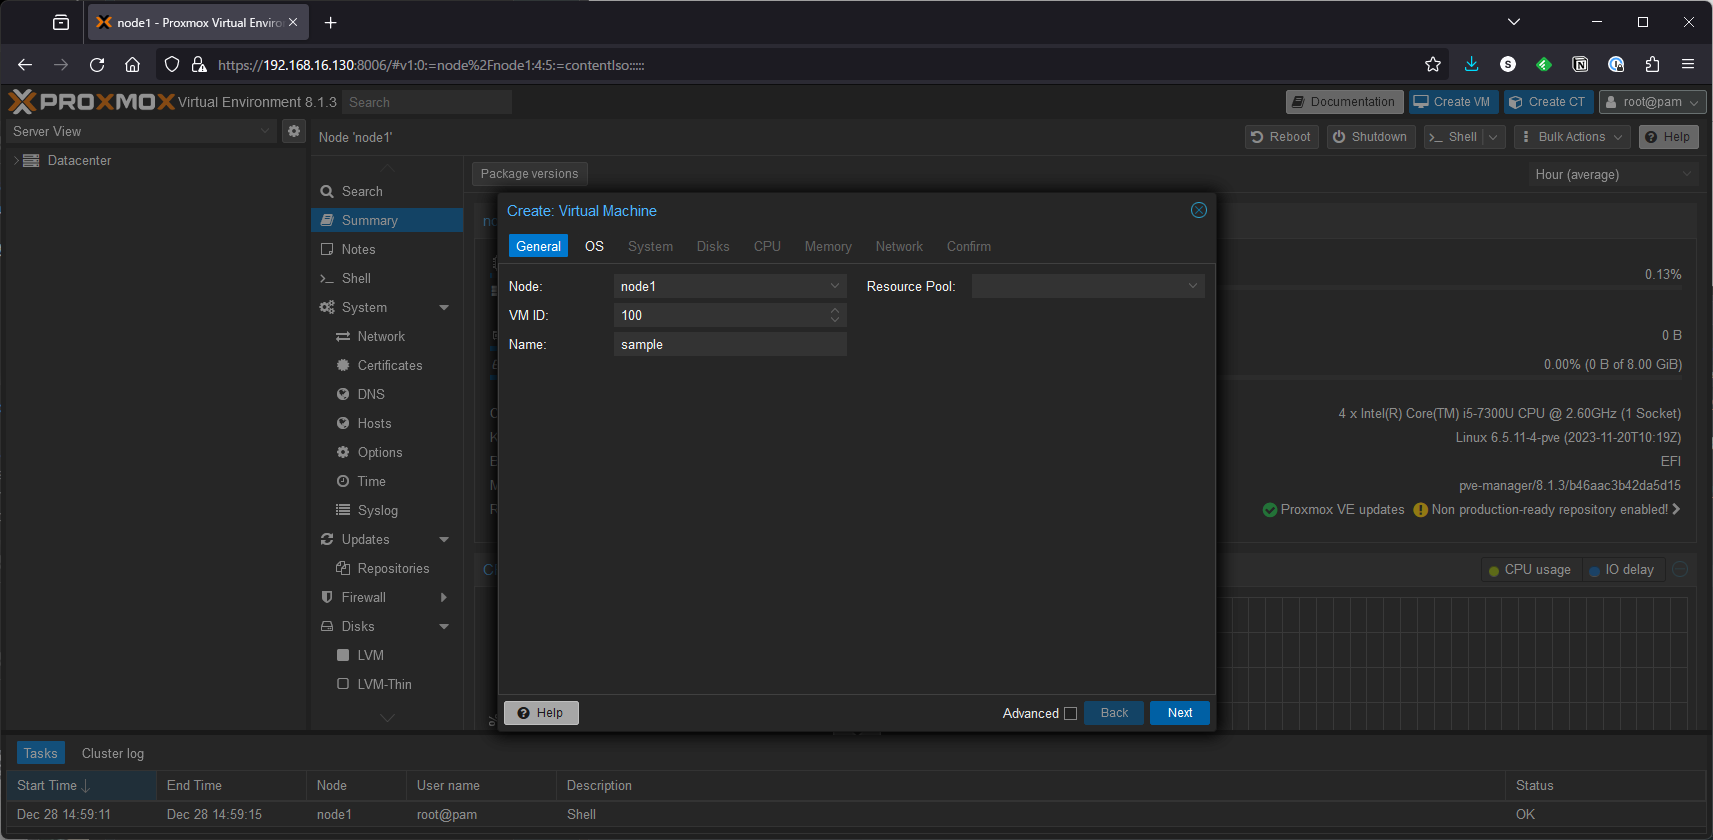 node1 - Proxmox Virtual Enviro
https://192.168.16.130:8006/#v1:0:=node%2Fnode1:4:5:=contentIso:::::
PROXMOX Virtual Environment 8.1.3 Search
Documentation Create VM Create CT root@pam
Server View
Node 'node1'
Reboot Shutdown Shell Bulk Actions Help
Datacenter
Package versions
Hour (average)
Search
Summary
Notes
Shell
System
Network
Certificates
DNS
Hosts
Options
Time
Syslog
Updates
Repositories
Firewall
Disks
LVM
LVM-Thin
Create: Virtual Machine
General OS System Disks CPU Memory Network Confirm
Node: node1 Resource Pool:
VM ID: 100
Name: sample
Help Advanced Back Next
0.13%
0 B
0.00% (0 B of 8.00 GiB)
4 x Intel(R) Core(TM) i5-7300U CPU @ 2.60GHz (1 Socket)
Linux 6.5.11-4-pve (2023-11-20T10:19Z)
EFI
pve-manager/8.1.3/b46aac3b42da5d15
Proxmox VE updates Non production-ready repository enabled!
CPU usage IO delay
Tasks Cluster log
Start Time End Time Node User name Description Status
Dec 28 14:59:11 Dec 28 14:59:15 node1 root@pam Shell OK